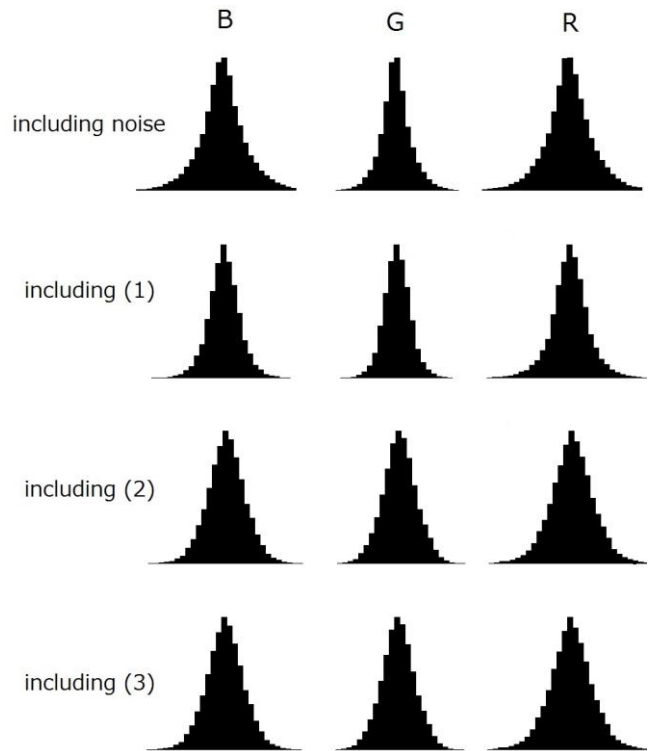 B G R
including noise
including (1)
including (2)
including (3)